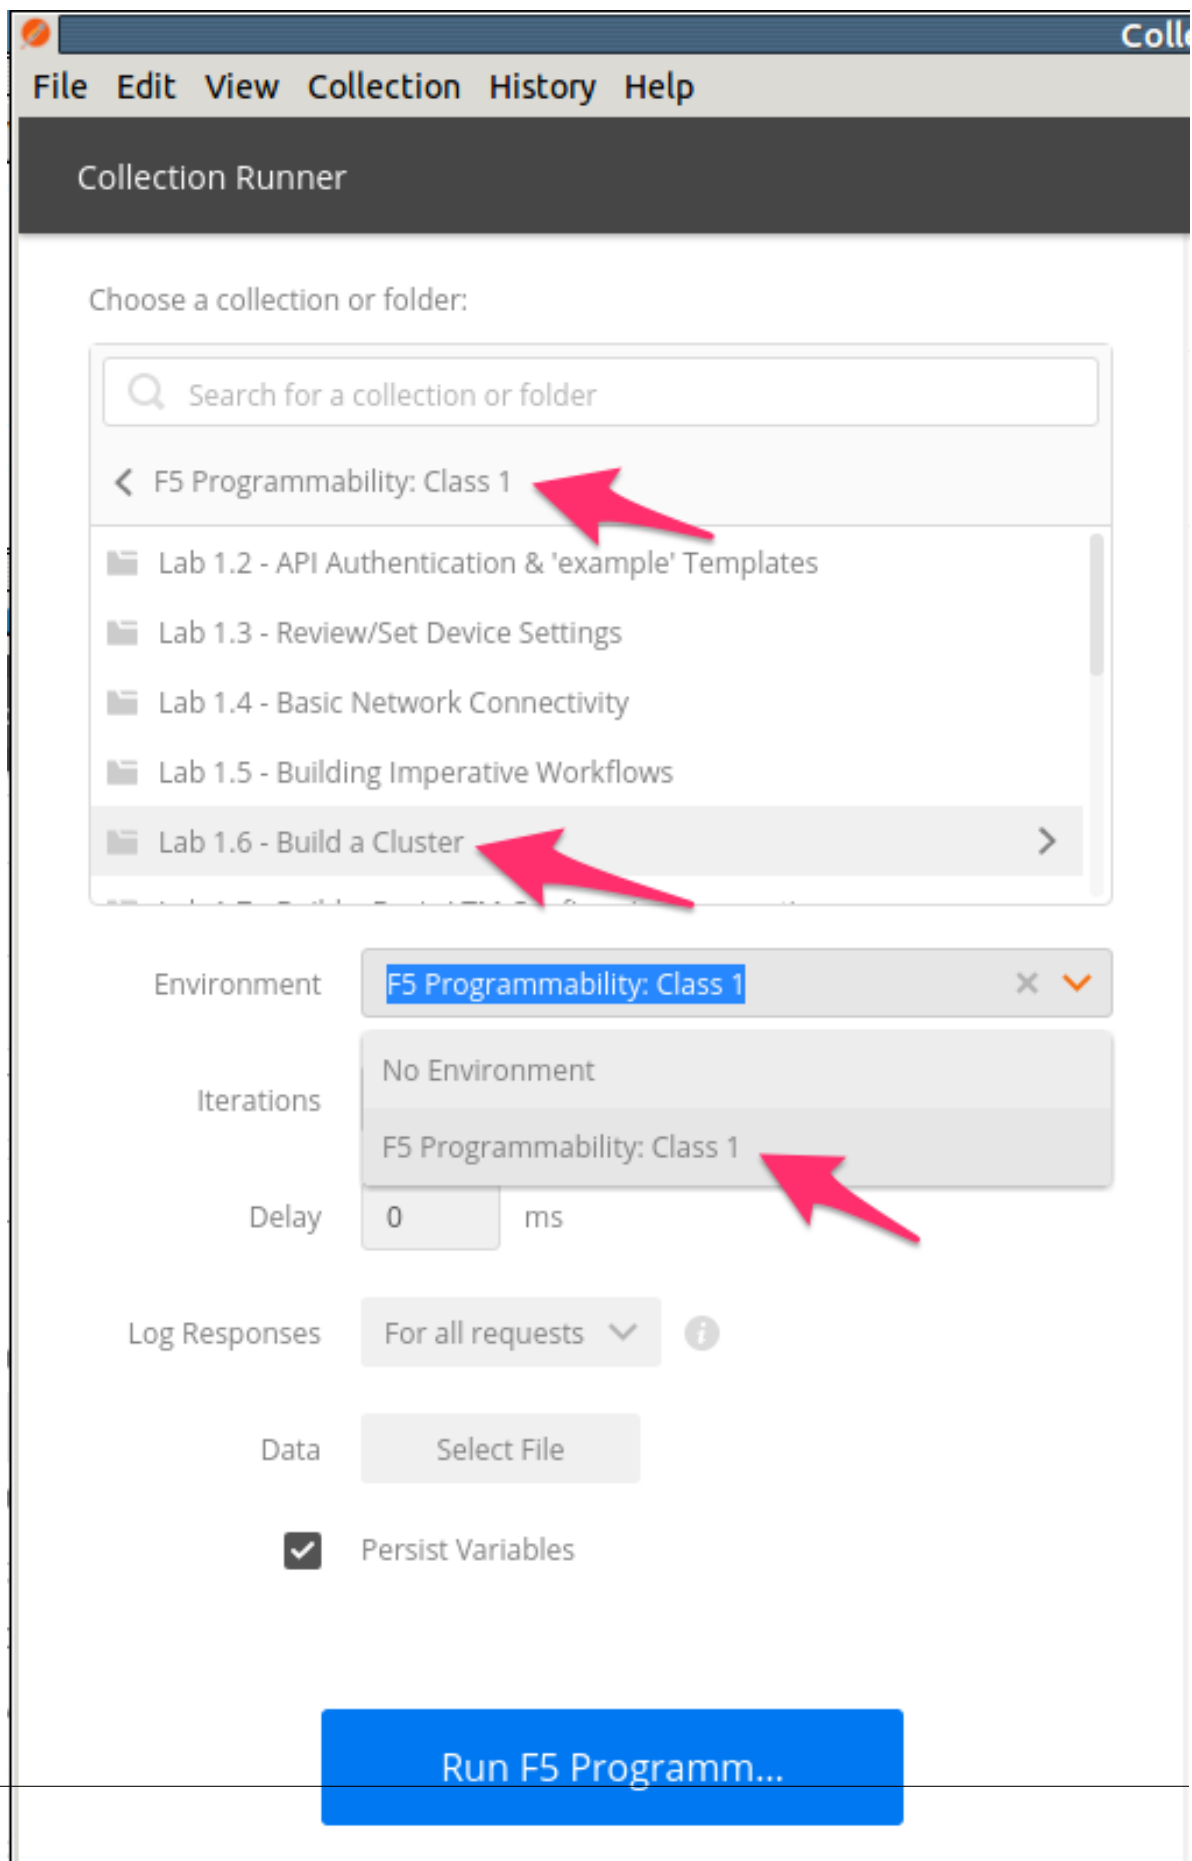 Colle
File Edit View Collection History Help
Collection Runner
Choose a collection or folder:
Search for a collection or folder
F5 Programmability: Class 1
Lab 1.2 - API Authentication & 'example' Templates
Lab 1.3 - Review/Set Device Settings
Lab 1.4 - Basic Network Connectivity
Lab 1.5 - Building Imperative Workflows
Lab 1.6 - Build a Cluster
Environment F5 Programmability: Class 1
No Environment
Iterations
F5 Programmability: Class 1
Delay 0 ms
Log Responses For all requests
Data Select File
Persist Variables
Run F5 Programm...